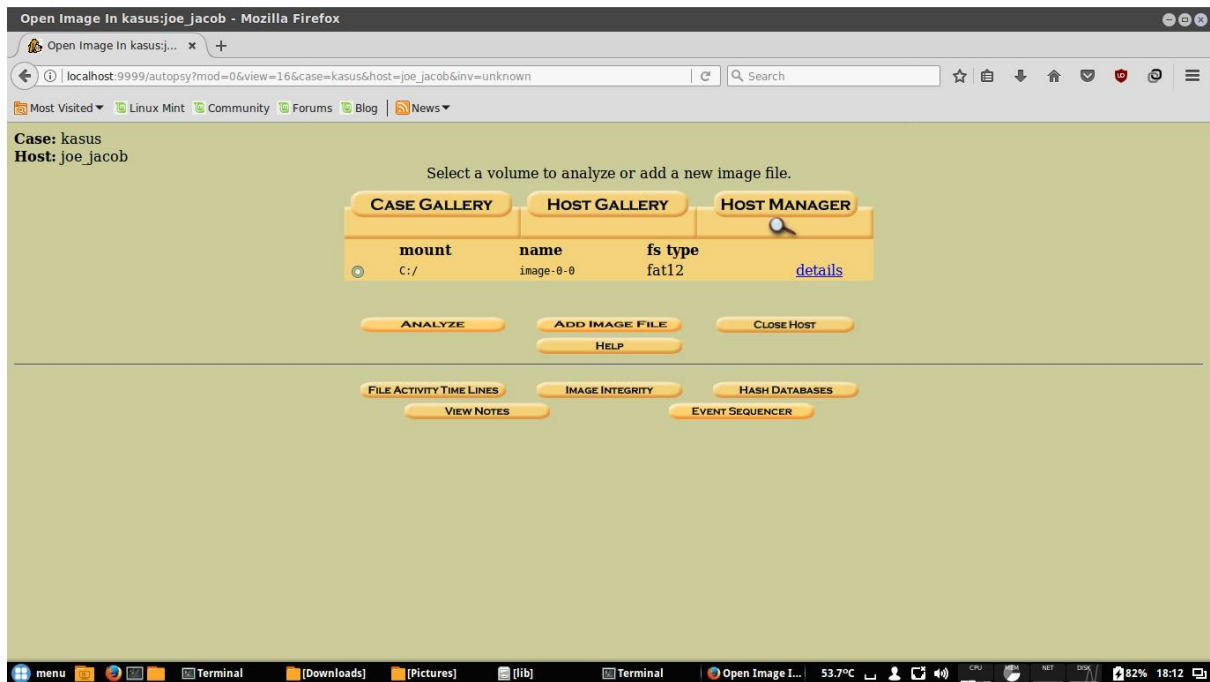 Open Image In kasus:joe_jacob - Mozilla Firefox
Open Image In kasus:j...
localhost:9999/autopsy?mod=0&view=16&case=kasus&host=joe_jacob&inv=unknown
Search
Most Visited Linux Mint Community Forums Blog News
Case: kasus
Host: joe_jacob
Select a volume to analyze or add a new image file.
CASE GALLERY HOST GALLERY HOST MANAGER
mount name fs type
C:/ image-0-0 fat12 details
ANALYZE ADD IMAGE FILE CLOSE HOST
HELP
FILE ACTIVITY TIME LINES IMAGE INTEGRITY HASH DATABASES
VIEW NOTES EVENT SEQUENCER
menu Terminal [Downloads] [Pictures] [lib] Terminal Open Image I... 53.7°C CPU MEM NET DISK 82% 18:12